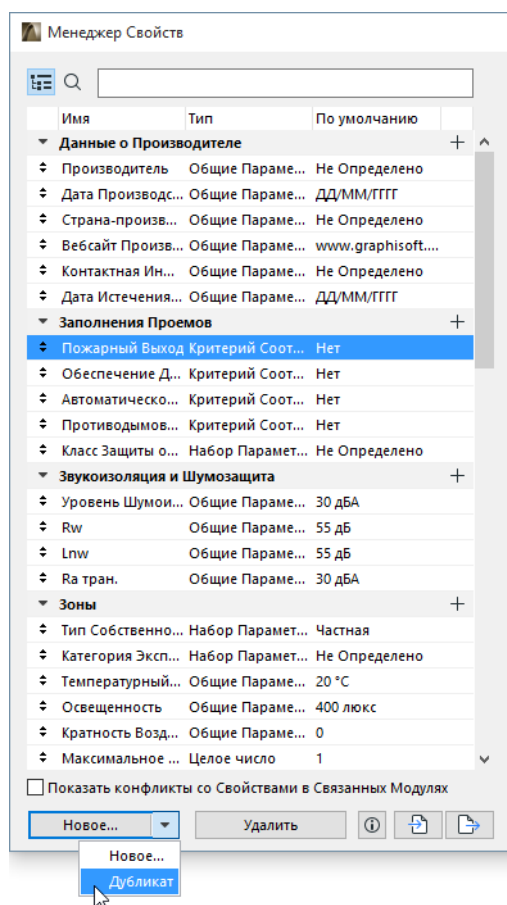 Менеджер Свойств
Имя Тип По умолчанию
Данные о Производителе
Производитель Общие Параме... Не Определено
Дата Производс... Общие Параме... ДД/ММ/ГГГГ
Страна-произв... Общие Параме... Не Определено
Вебсайт Произв... Общие Параме... www.graphisoft....
Контактная Ин... Общие Параме... Не Определено
Дата Истечения... Общие Параме... ДД/ММ/ГГГГ
Заполнения Проемов
Пожарный Выход Критерий Соот... Нет
Обеспечение Д... Критерий Соот... Нет
Автоматическо... Критерий Соот... Нет
Противодымов... Критерий Соот... Нет
Класс Защиты о... Набор Парамет... Не Определено
Звукоизоляция и Шумозащита
Уровень Шумои... Общие Параме... 30 дБА
Rw Общие Параме... 55 дБ
Lnw Общие Параме... 55 дБ
Ra тран. Общие Параме... 30 дБА
Зоны
Тип Собственно... Набор Парамет... Частная
Категория Эксп... Набор Парамет... Не Определено
Температурный... Общие Параме... 20 °C
Освещенность Общие Параме... 400 люкс
Кратность Возд... Общие Параме... 0
Максимальное ... Целое число 1
Показать конфликты со Свойствами в Связанных Модулях
Новое... Удалить
Новое...
Дубликат